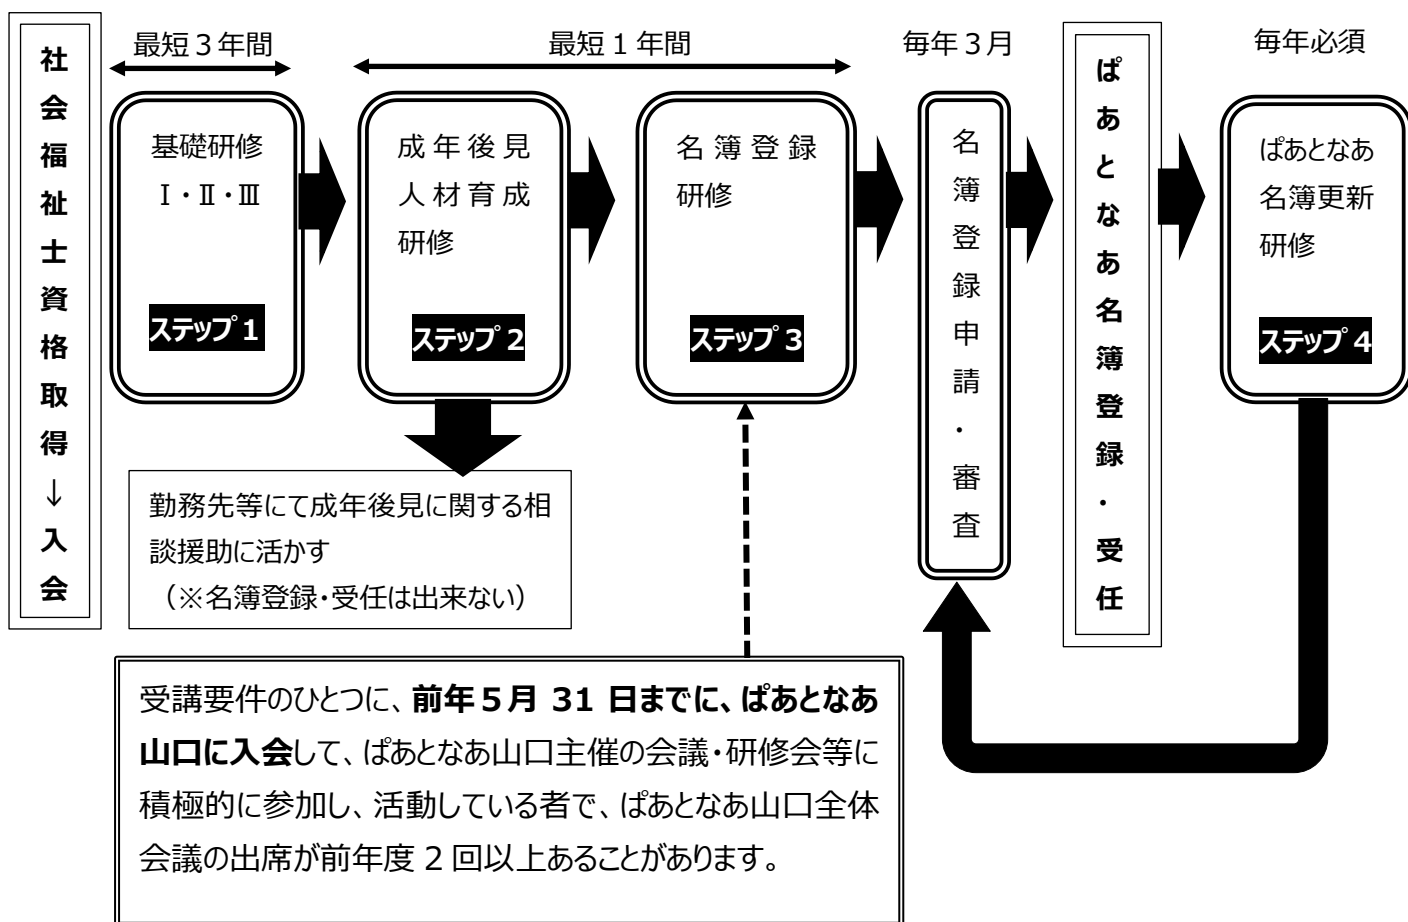 社会福祉士資格取得→入会
最短３年間
基礎研修
Ⅰ・Ⅱ・Ⅲ
ステップ１
最短１年間
成年後見
人材育成
研修
ステップ２
勤務先等にて成年後見に関する相
談援助に活かす
（※名簿登録・受任は出来ない）
名簿登録
研修
ステップ３
受講要件のひとつに、前年５月 31 日までに、ぱあとなあ
山口に入会して、ぱあとなあ山口主催の会議・研修会等に
積極的に参加し、活動している者で、ぱあとなあ山口全体
会議の出席が前年度 2 回以上あることがあります。
毎年３月
名簿登録申請・審査
ぱあとなあ名簿登録・受任
毎年必須
ぱあとなあ
名簿更新
研修
ステップ４